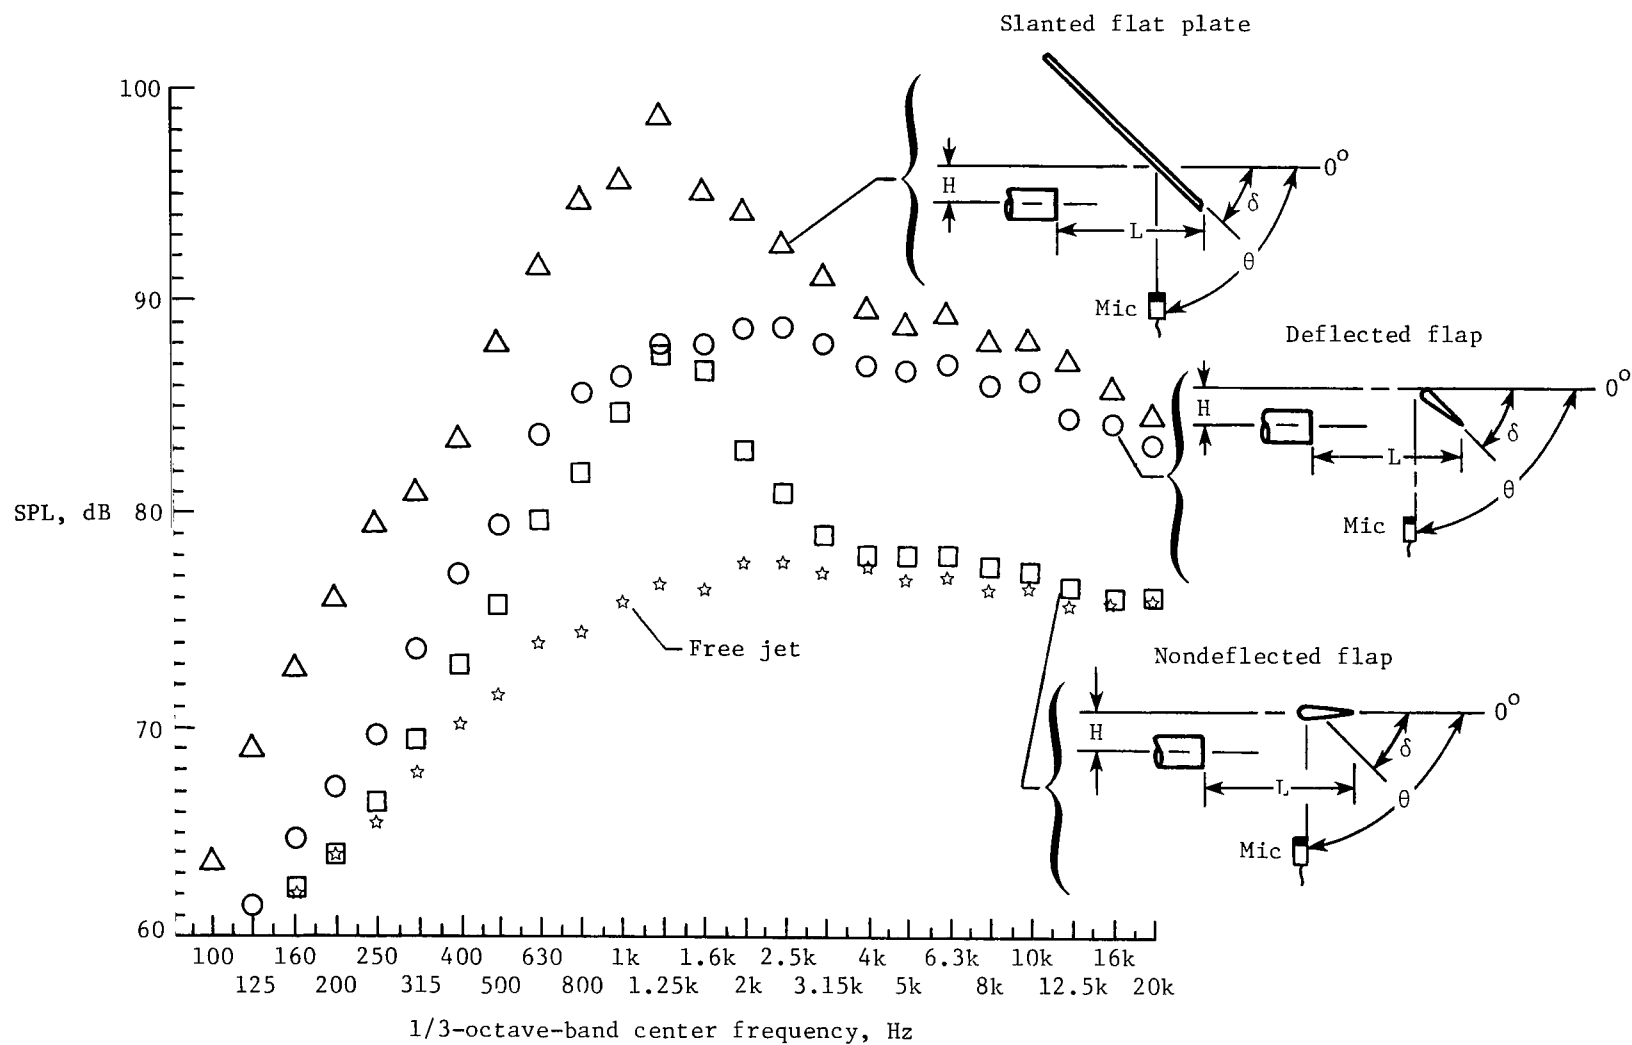 Slanted flat plate
100
0°
H
δ
L
θ
90
Mic
Deflected flap
0°
H
δ
L
θ
SPL, dB 80
Mic
Free jet
Nondeflected flap
70
0°
H
δ
L
θ
Mic
60
100 160 250 400 630 1k 1.6k 2.5k 4k 6.3k 10k 16k
125 200 315 500 800 1.25k 2k 3.15k 5k 8k 12.5k 20k
1/3-octave-band center frequency, Hz